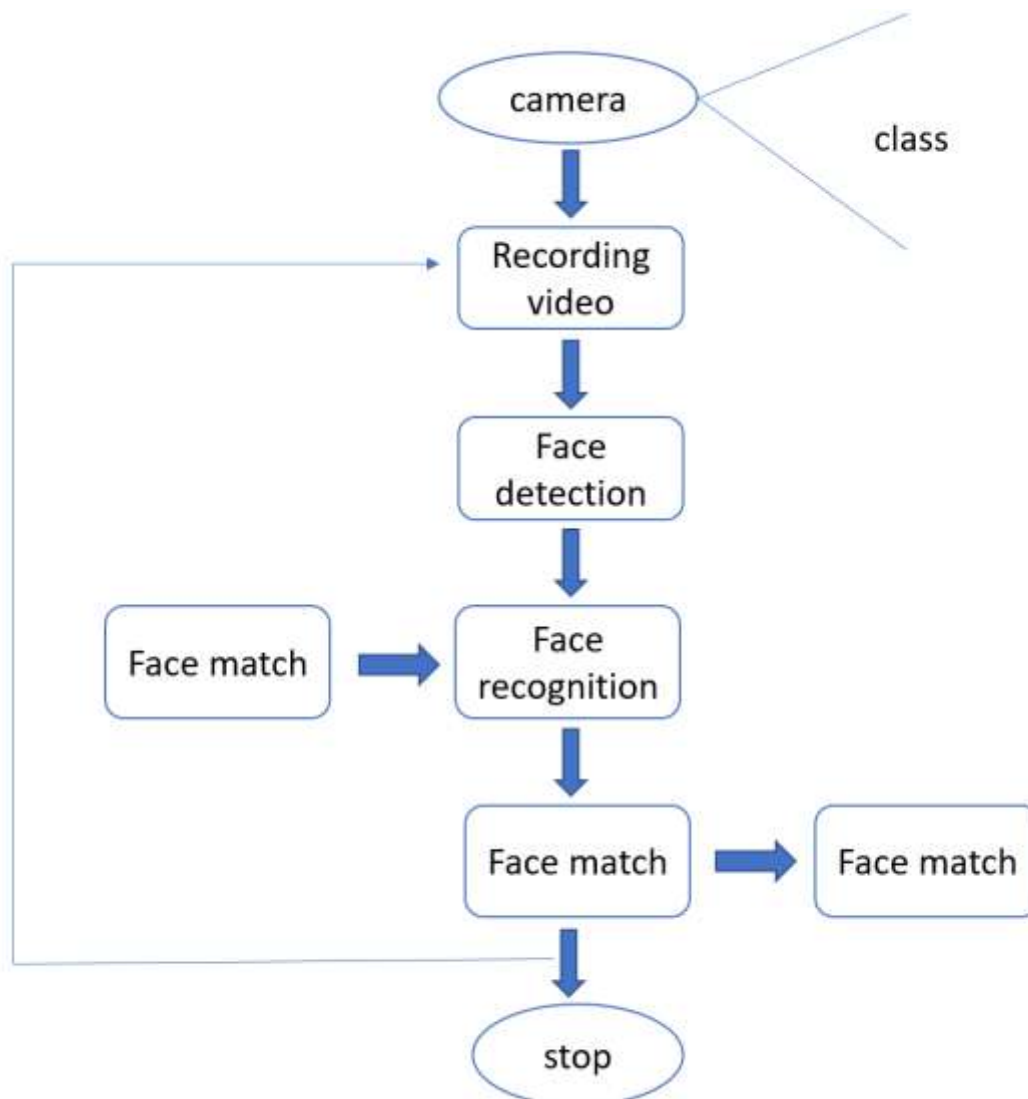 camera
class
Recording
video
Face
detection
Face match
Face
recognition
Face match
Face match
stop